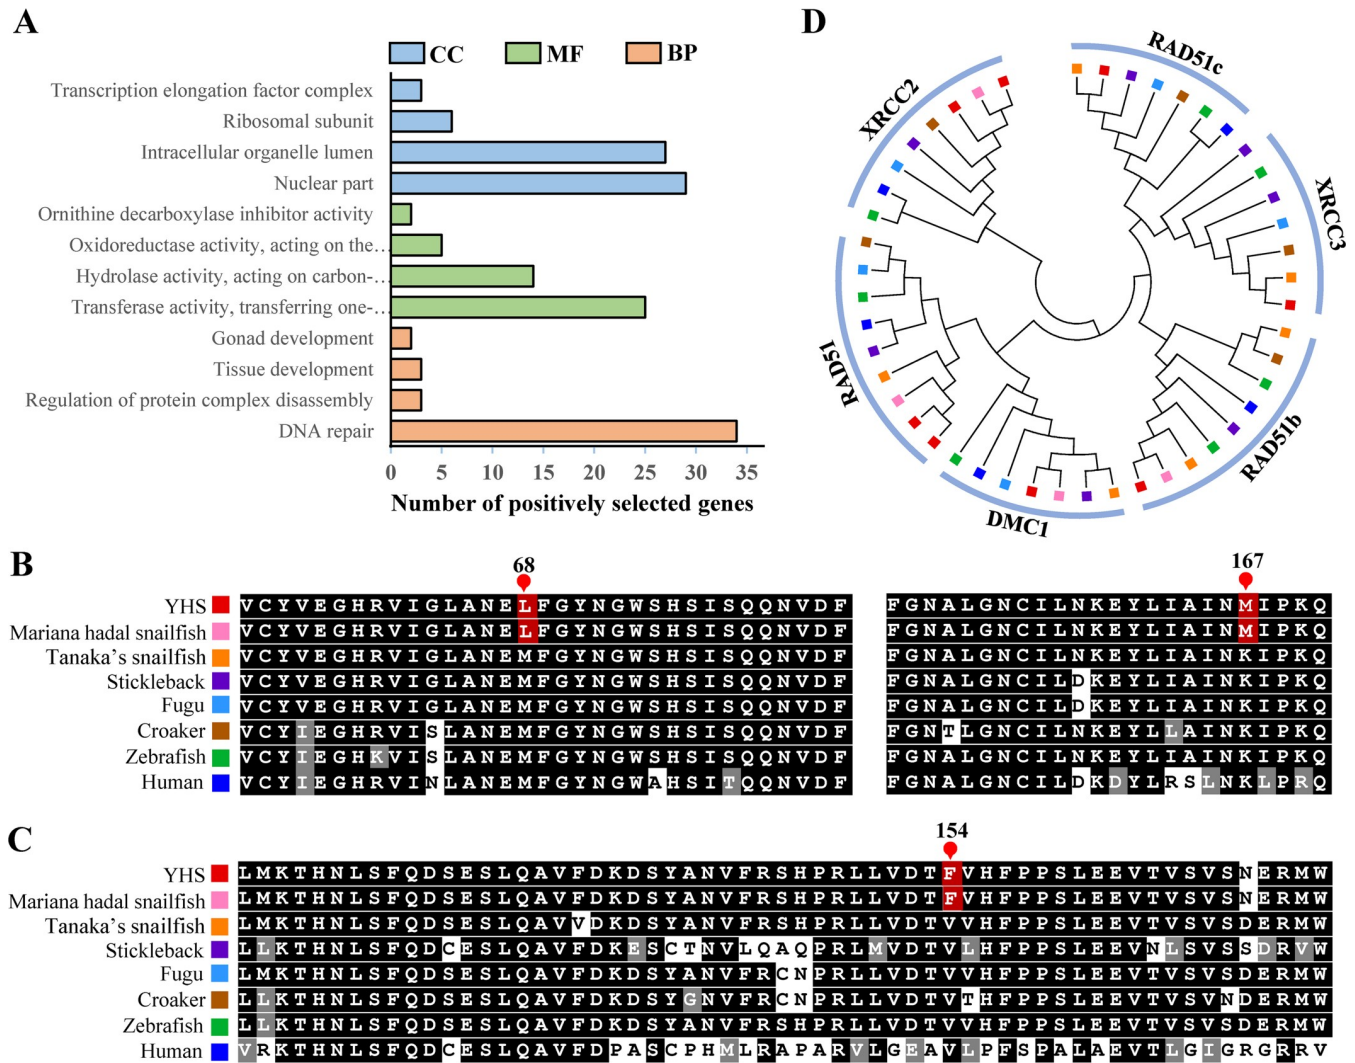 A
CC MF BP
Transcription elongation factor complex
Ribosomal subunit
Intracellular organelle lumen
Nuclear part
Ornithine decarboxylase inhibitor activity
Oxidoreductase activity, acting on the...
Hydrolase activity, acting on carbon-...
Transferase activity, transferring one-...
Gonad development
Tissue development
Regulation of protein complex disassembly
DNA repair
0 5 10 15 20 25 30 35
Number of positively selected genes
D
RAD51c
XRCC3
RAD51b
DMC1
RAD51
XRCC2
B
68 167
YHS VCYVEGHRVIGLANELFGYNGWSHSISQQNVDF FGNALGNCILNKEYLIAINMIPKQ
Mariana hadal snailfish VCYVEGHRVIGLANELFGYNGWSHSISQQNVDF FGNALGNCILNKEYLIAINMIPKQ
Tanaka's snailfish VCYVEGHRVIGLANEMFGYNGWSHSISQQNVDF FGNALGNCILNKEYLIAINKIPKQ
Stickleback VCYVEGHRVIGLANEMFGYNGWSHSISQQNVDF FGNALGNCILDKEYLIAINKIPKQ
Fugu VCYVEGHRVIGLANEMFGYNGWSHSISQQNVDF FGNALGNCILDKEYLIAINKIPKQ
Croaker VCYIEGHRVISLANEMFGYNGWSHSISQQNVDF FGNTLGNCILNKEYLLAINKIPKQ
Zebrafish VCYIEGHKVISLANEMFGYNGWSHSISQQNVDF FGNALGNCILNKEYLIAINKIPKQ
Human VCYIEGHRVINLANEMFGYNGWAHSITQQNVDF FGNALGNCILDKDYLRSLNKLPRQ
C
154
YHS LMKTHNLSFQDSESLQAVFDKDSYANVFRSHPRLLVDTFVHFPPSLEEVTVSVSNERMW
Mariana hadal snailfish LMKTHNLSFQDSESLQAVFDKDSYANVFRSHPRLLVDTFVHFPPSLEEVTVSVSNERMW
Tanaka's snailfish LMKTHNLSFQDSESLQAVVDKDSYANVFRSHPRLLVDTVVHFPPSLEEVTVSVSDERMW
Stickleback LLKTHNLSFQDCESLQAVFDKESCTNVLQAQPRLMVDTVLHFPPSLEEVNLSVSSDRVW
Fugu LMKTHNLSFQDSESLQAVFDKDSYANVFRCNPRLLVDTVVHFPPSLEEVTVSVSDERMW
Croaker LLKTHNLSFQDSESLQAVFDKDSYGNVFRCNPRLLVDTVTHFPPSLEEVTVSVNDERMW
Zebrafish LLKTHNLSFQDSESLQAVFDKDSYANVFRSHPRLLVDTVVHFPPSLEEVTVSVSDERMW
Human VRKTHNLSFQDCESLQAVFDPASCPHMLRAPARVLGEAVLPFSPALAEVTLGIGRGRRV